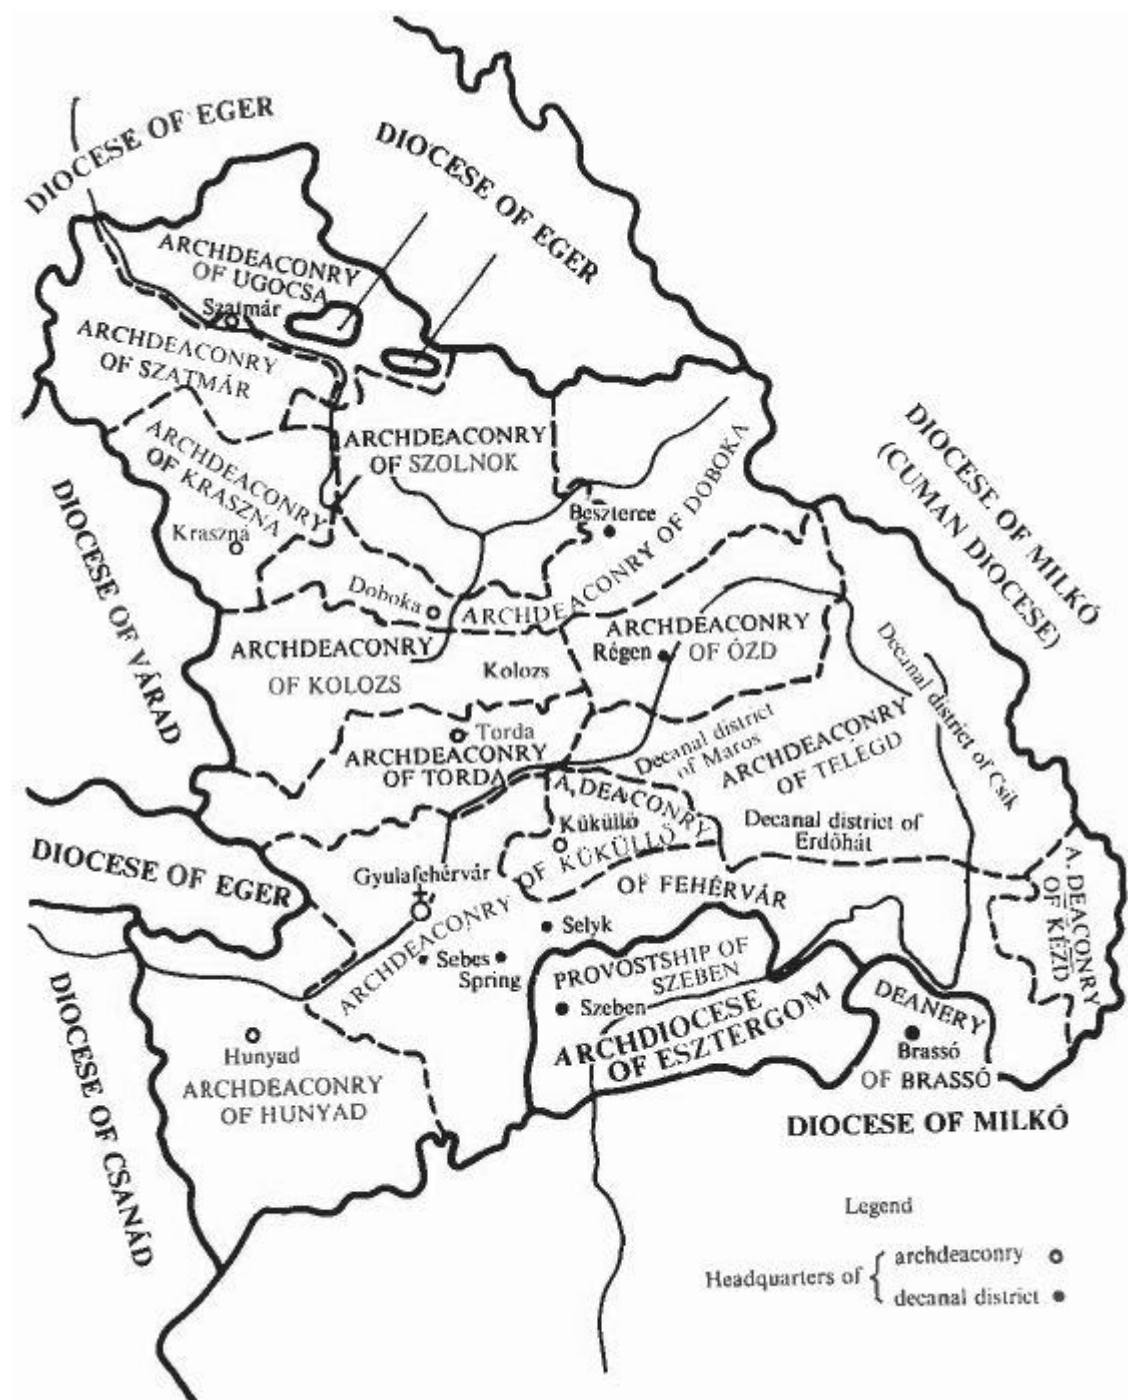 DIOCESE OF EGER
DIOCESE OF EGER
ARCHDEACONRY
OF UGOCSA
Szatmár
ARCHDEACONRY
OF SZATMÁR
ARCHDEACONRY
OF KRASZNA
Kraszna
ARCHDEACONRY
OF SZOLNOK
Beszterce
ARCHDEACONRY OF DOBOKA
Doboka
DIOCESE OF MILKÓ
(CUMAN DIOCESE)
DIOCESE OF VÁRAD
ARCHDEACONRY
OF KOLOZS
Kolozs
ARCHDEACONRY
OF ÓZD
Régen
Decanal district of Csik
Torda
ARCHDEACONRY
OF TORDA
Decanal district
of Maros
ARCHDEACONRY
OF TELEGD
A, DEACONRY
OF KÜKÜLLŐ
Küküllő
Decanal district of
Erdőhát
A. DEACONRY
OF KÉZD
DIOCESE OF EGER
Gyulafehérvár
ARCHDEACONRY
OF FEHÉRVÁR
Selyk
Sebes
Spring
PROVOSTSHIP OF
SZEBEN
Szeben
ARCHDIOCESE
OF ESZTERGOM
DEANERY
Brassó
OF BRASSÓ
DIOCESE OF CSANÁD
Hunyad
ARCHDEACONRY
OF HUNYAD
DIOCESE OF MILKÓ
Legend
Headquarters of
archdeaconry
decanal district